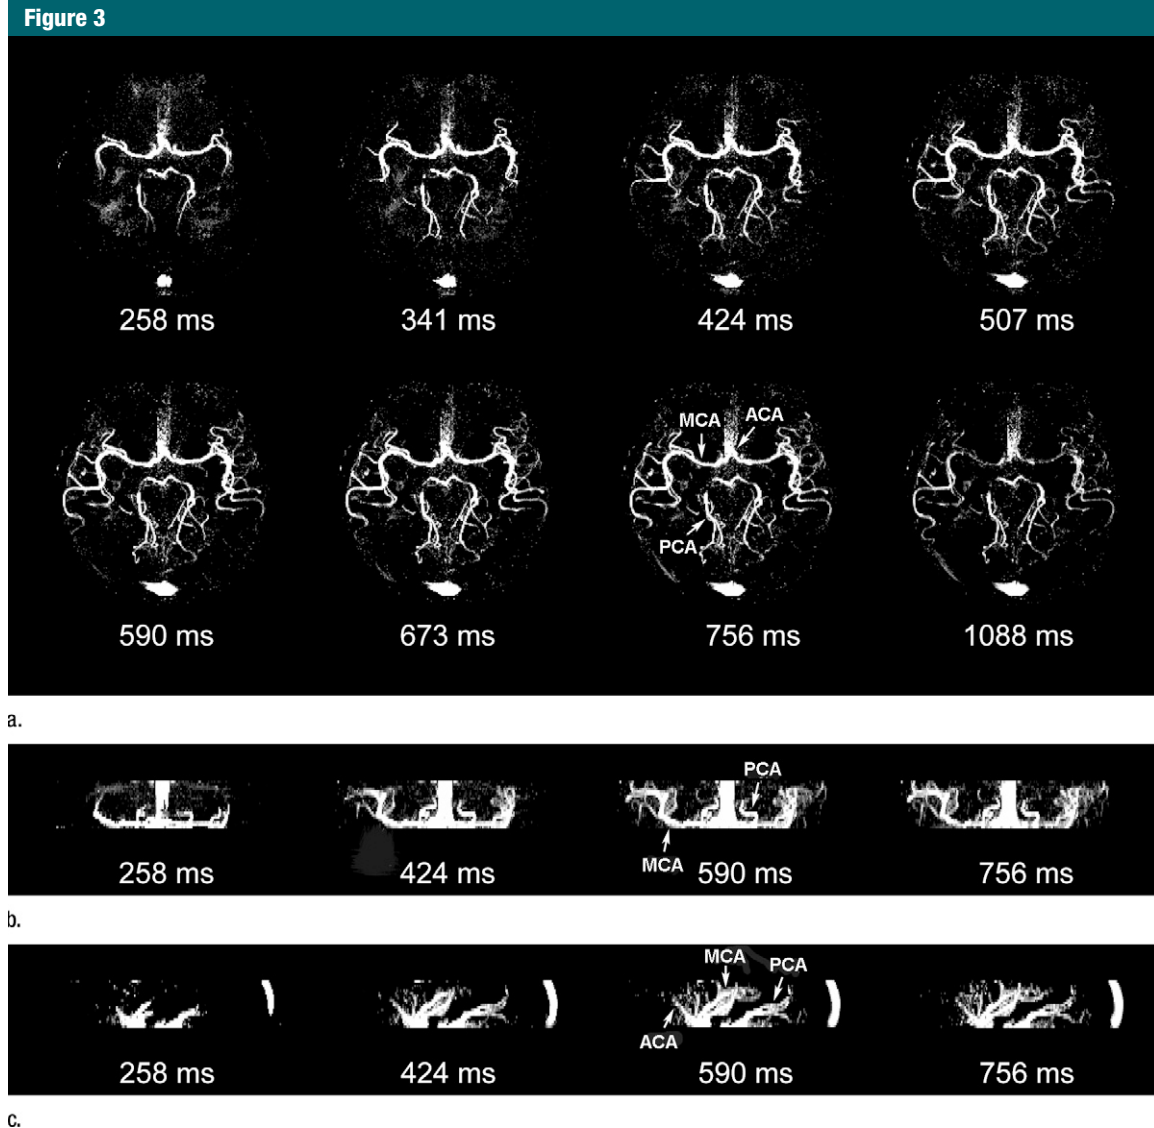 Figure 3
258 ms 341 ms 424 ms 507 ms
MCA ACA
PCA
590 ms 673 ms 756 ms 1088 ms
a.
PCA
MCA
258 ms 424 ms 590 ms 756 ms
b.
MCA PCA
ACA
258 ms 424 ms 590 ms 756 ms
c.